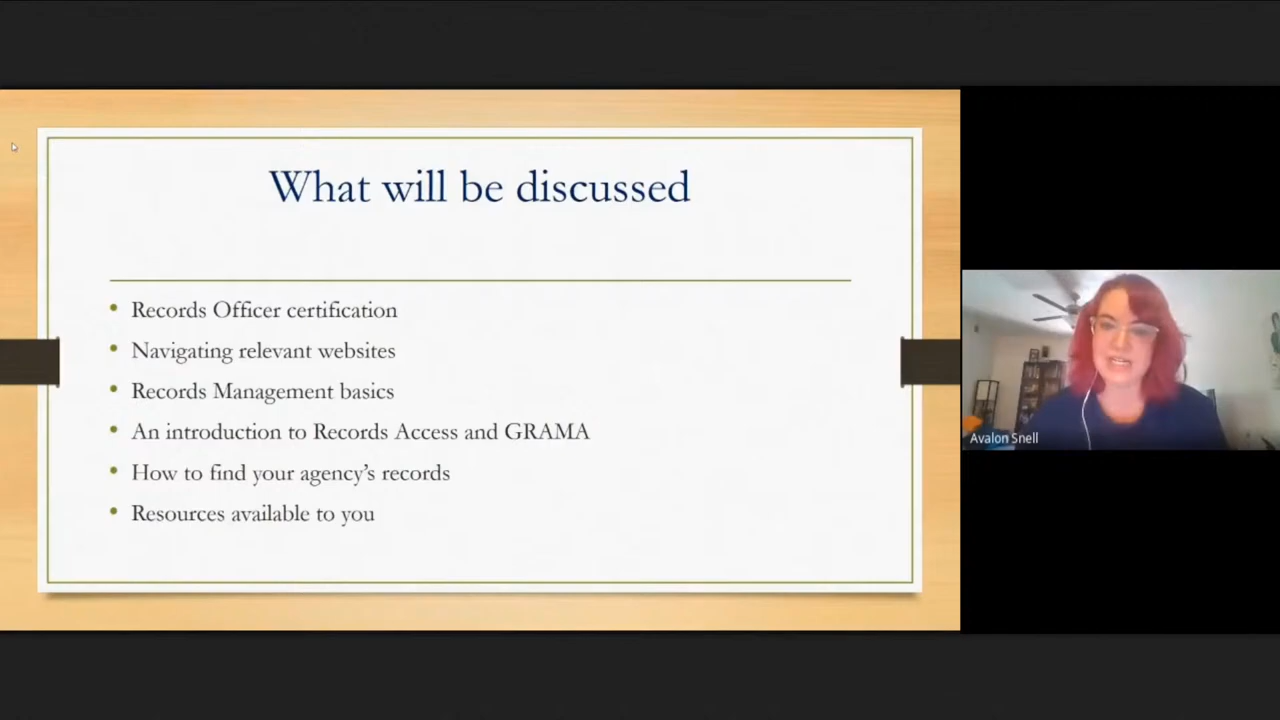 What will be discussed
Records Officer certification
Navigating relevant websites
Records Management basics
An introduction to Records Access and GRAMA
How to find your agency’s records
Resources available to you
Avalon Snell